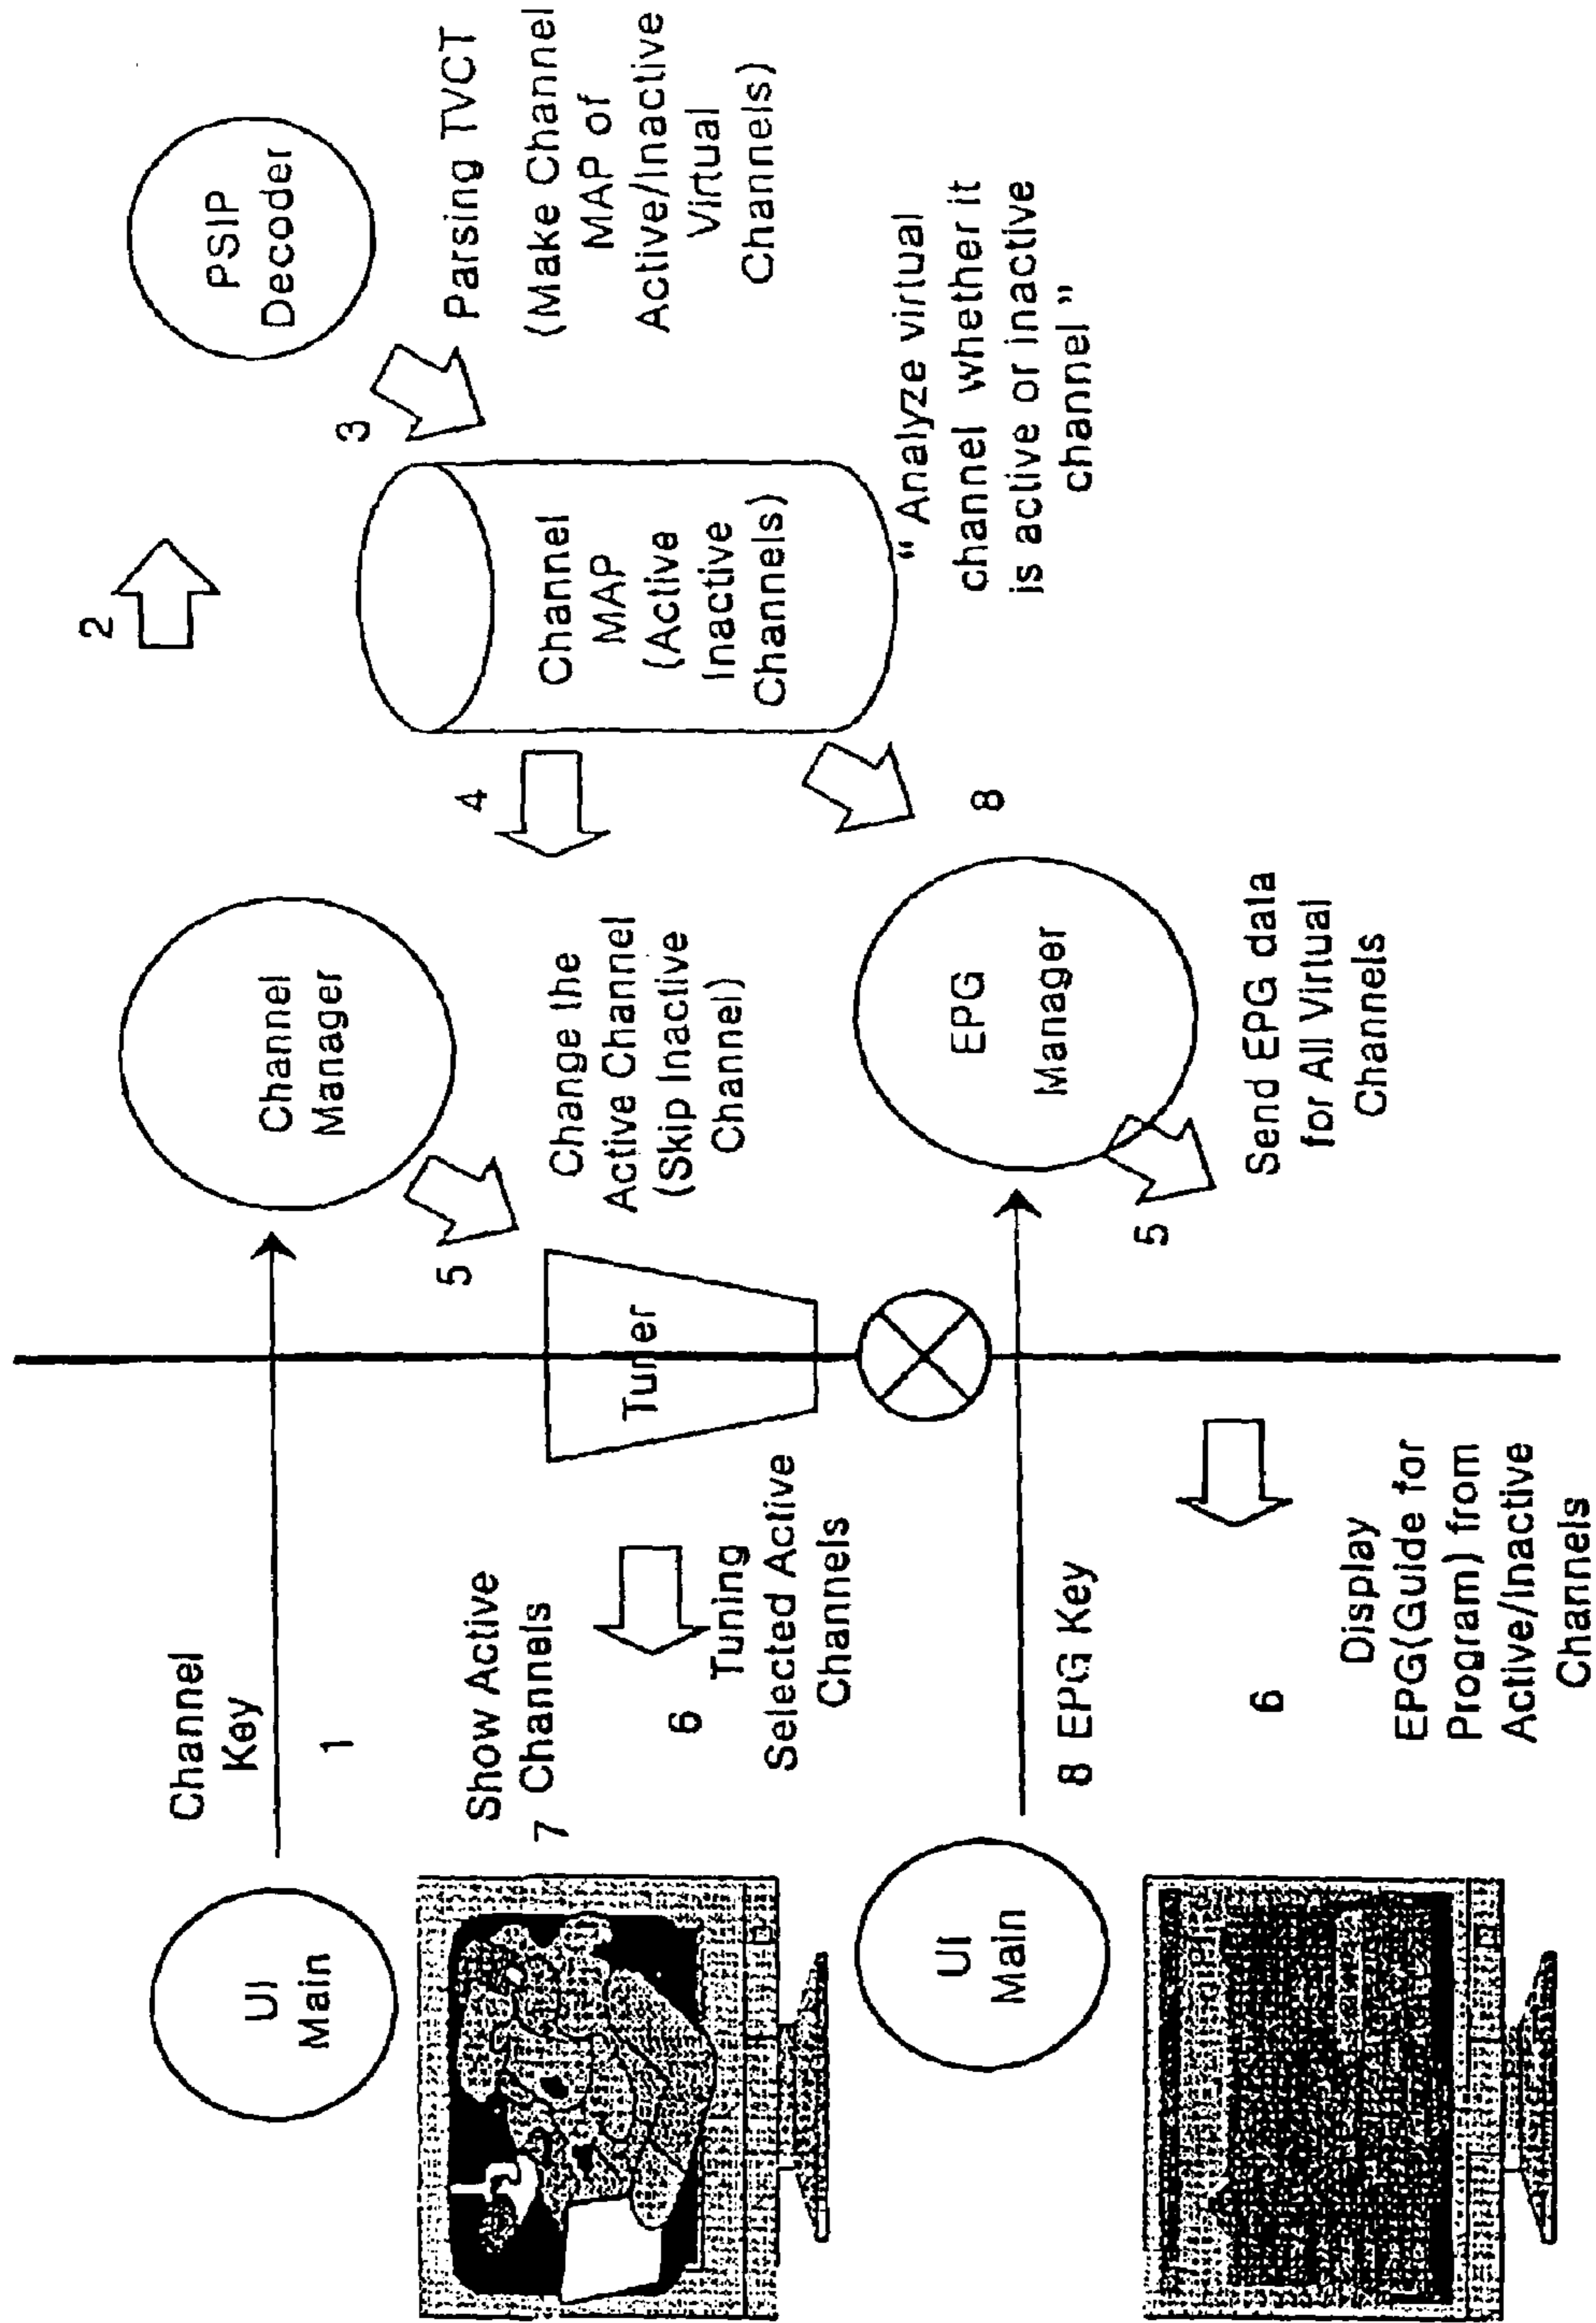 UI
Main
Channel
Key
1
Channel
Manager
2
PSIP
Decoder
3
Parsing TVCT
(Make Channel
MAP of
Active/Inactive
Virtual
Channels)
Channel
MAP
(Active
Inactive
Channels)
4
5
Change the
Active Channel
(Skip Inactive
Channel)
Tuner
Show Active
7 Channels
6
Tuning
Selected Active
Channels
"Analyze virtual
channel whether it
is active or inactive
channel"
8
UI
Main
8 EPG Key
EPG
Manager
5
Send EPG data
for All Virtual
Channels
6
Display
EPG(Guide for
Program) from
Active/Inactive
Channels